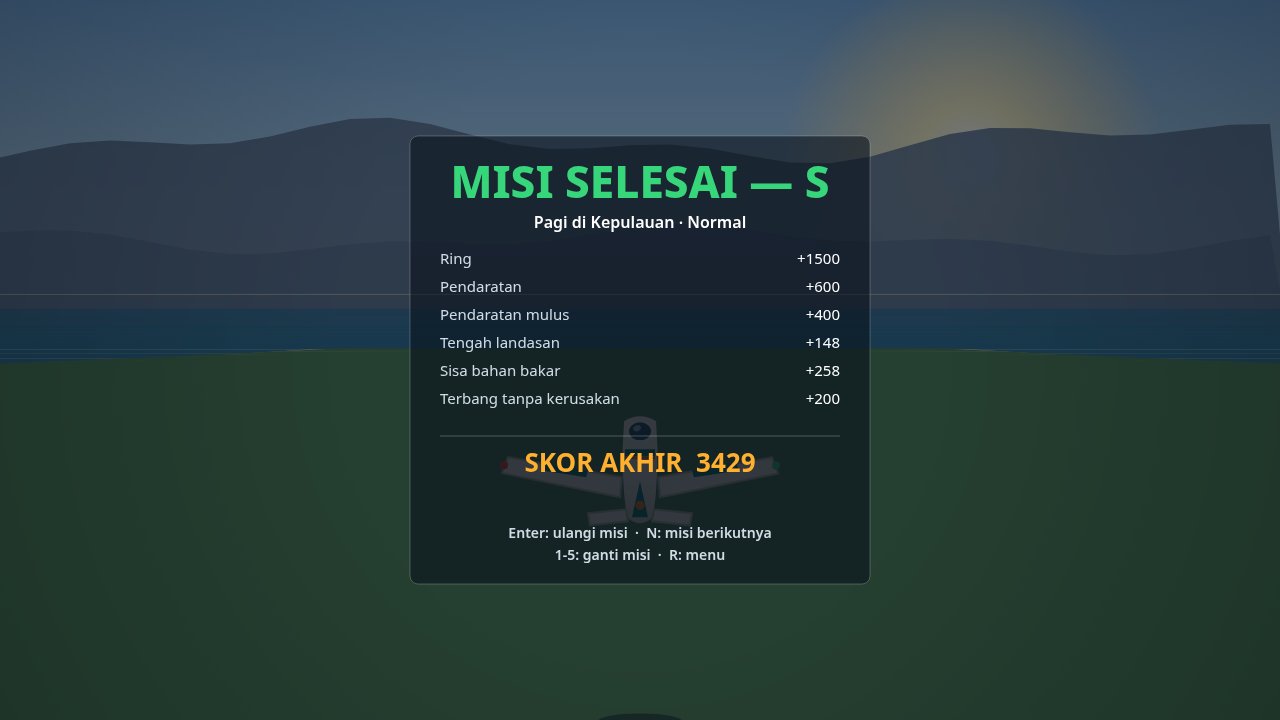 MISI SELESAI — S
Pagi di Kepulauan · Normal
Ring +1500
Pendaratan +600
Pendaratan mulus +400
Tengah landasan +148
Sisa bahan bakar +258
Terbang tanpa kerusakan +200
SKOR AKHIR 3429
Enter: ulangi misi · N: misi berikutnya
1-5: ganti misi · R: menu